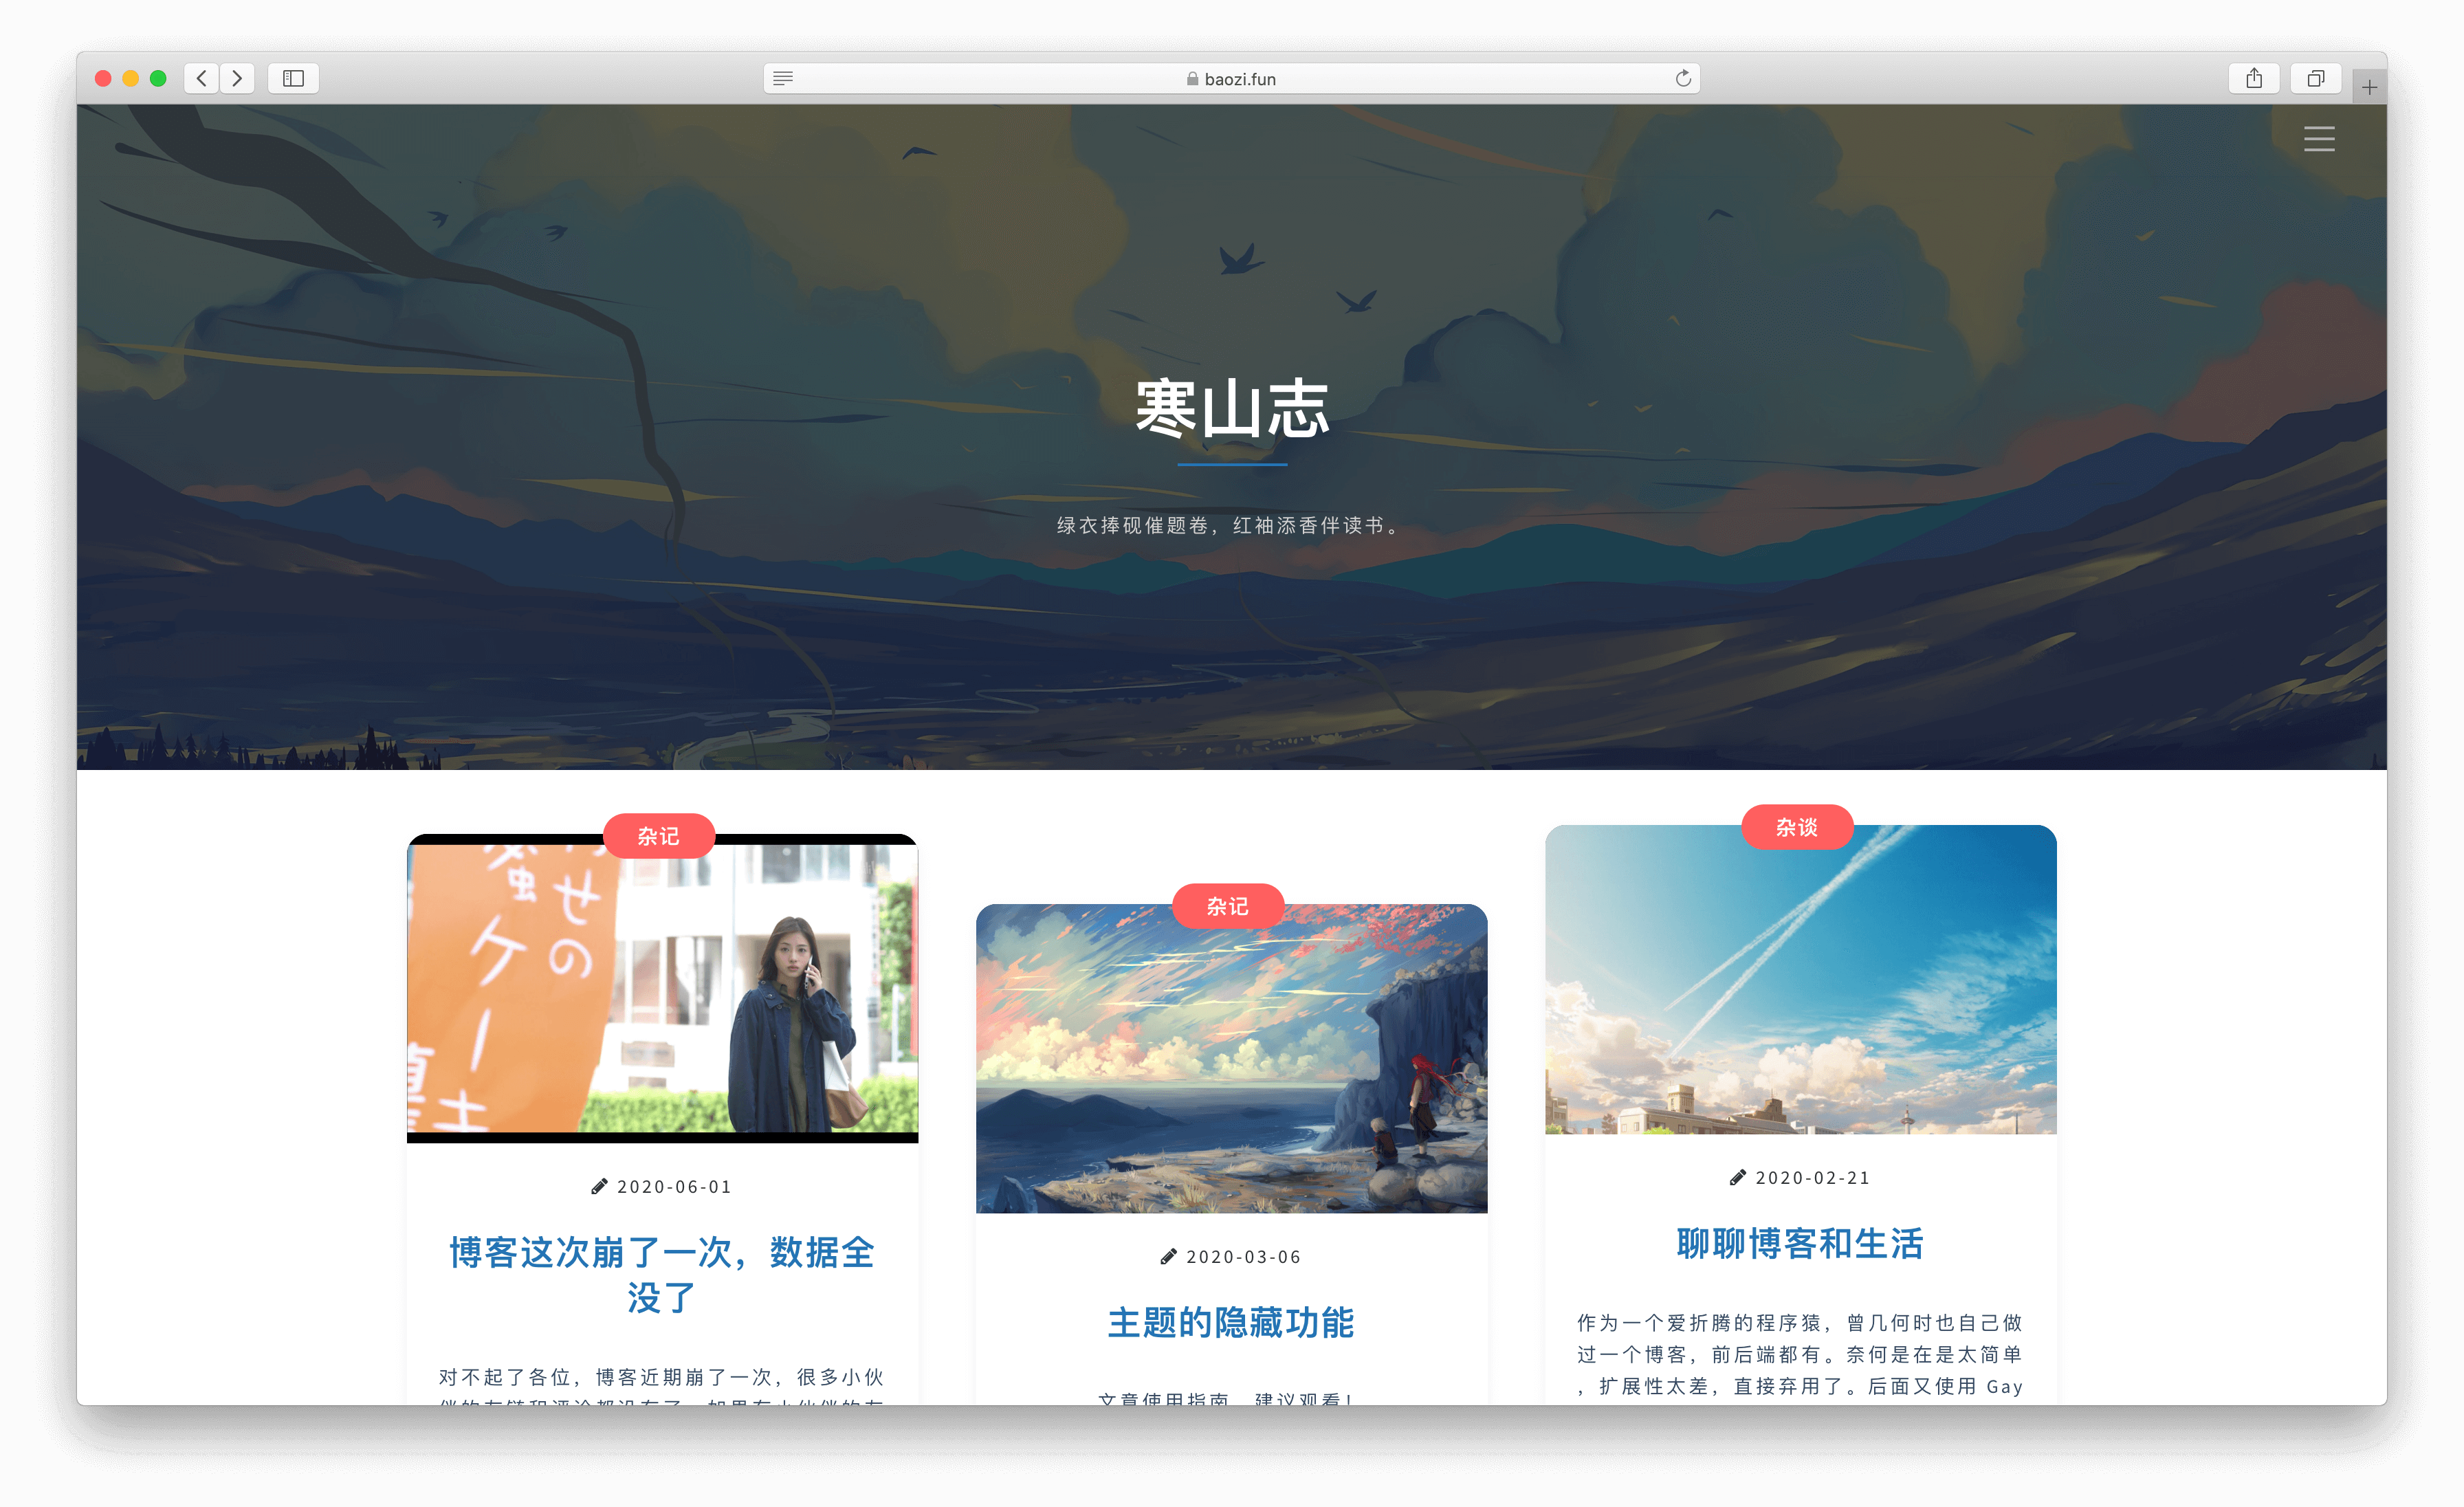 baozi.fun
寒山志
绿衣捧砚催题卷，红袖添香伴读书。
杂记
せの
ケー
2020-06-01
博客这次崩了一次，数据全
没了
对不起了各位，博客近期崩了一次，很多小伙
杂记
2020-03-06
主题的隐藏功能
文章使用指南，建议观看！
杂谈
2020-02-21
聊聊博客和生活
作为一个爱折腾的程序猿，曾几何时也自己做
过一个博客，前后端都有。奈何是在是太简单
，扩展性太差，直接弃用了。后面又使用 Gay